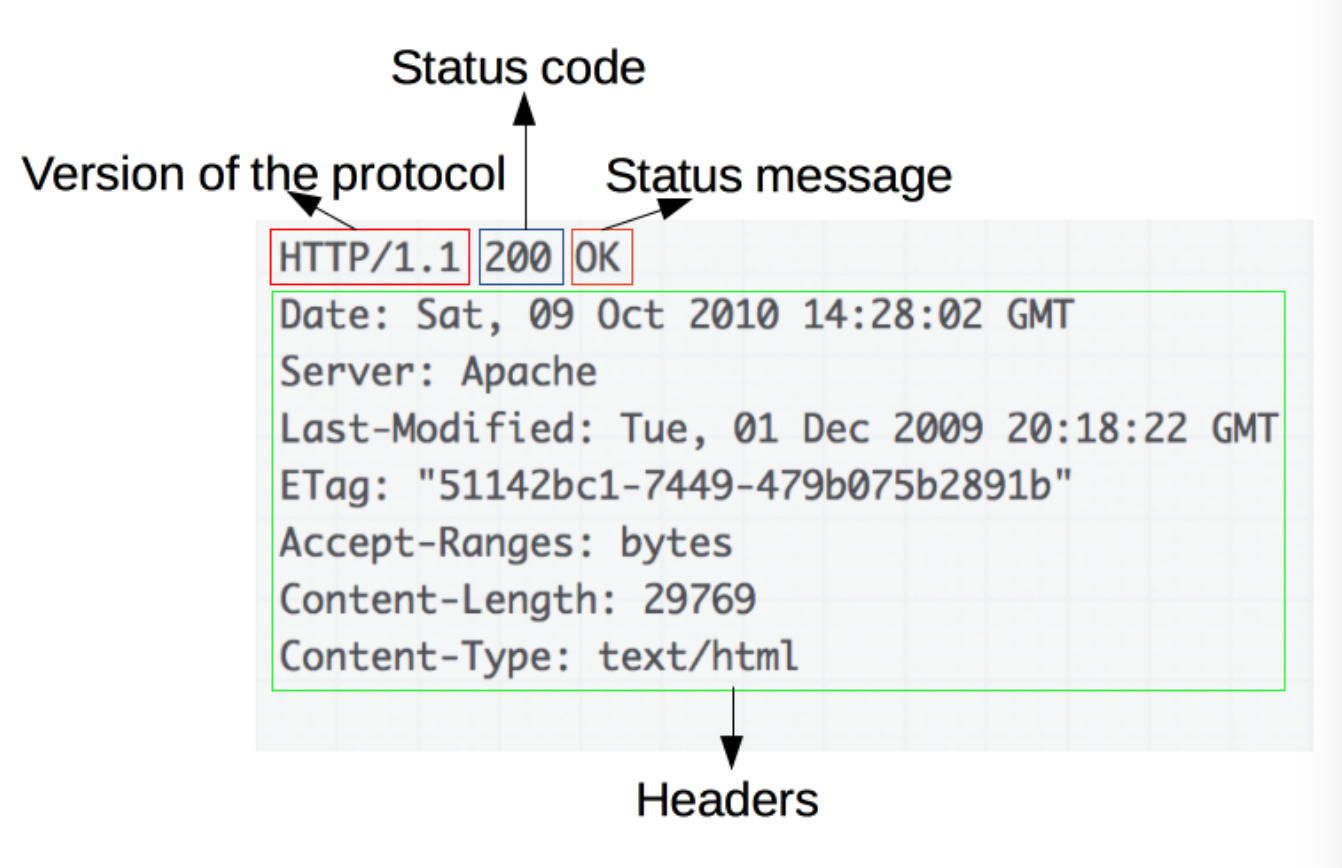 Status code
Version of the protocol
Status message
HTTP/1.1 200 OK
Date: Sat, 09 Oct 2010 14:28:02 GMT
Server: Apache
Last-Modified: Tue, 01 Dec 2009 20:18:22 GMT
ETag: "51142bc1-7449-479b075b2891b"
Accept-Ranges: bytes
Content-Length: 29769
Content-Type: text/html
Headers